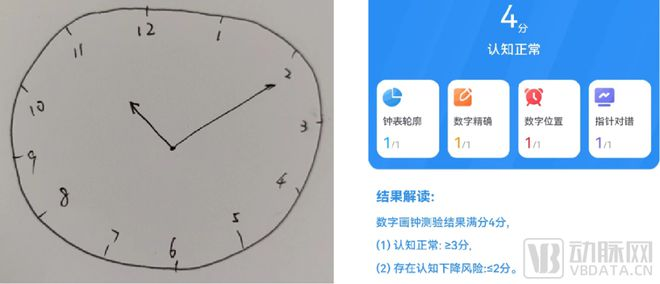 12
1
2
3
4
5
6
7
8
9
10
11
4分
认知正常
钟表轮廓
1/1
数字精确
1/1
数字位置
1/1
指针对错
1/1
结果解读:
数字画钟测验结果满分4分,
(1) 认知正常: ≥3分,
(2) 存在认知下降风险:≤2分。
动脉网
VBDATA.CN